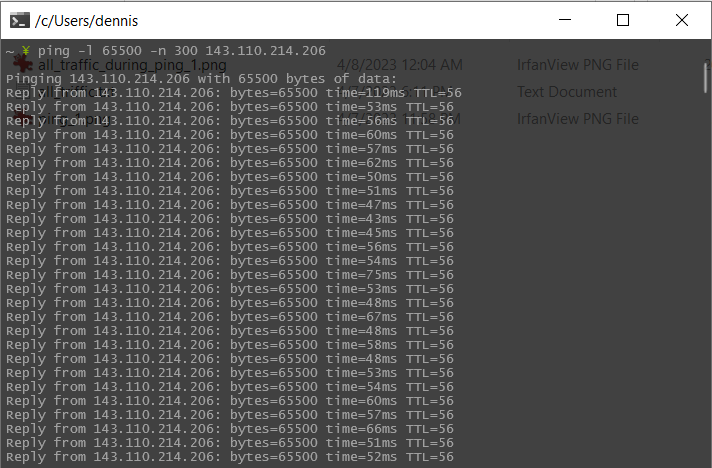 /c/Users/dennis
~ ¥ ping -l 65500 -n 300 143.110.214.206
all_traffic_during_ping_1.png 4/8/2023 12:04 AM IrfanView PNG File
Pinging 143.110.214.206 with 65500 bytes of data:
Reply from 143.110.214.206: bytes=65500 time=119ms TTL=56
Text Document
Reply from 143.110.214.206: bytes=65500 time=53ms TTL=56
Reply from 143.110.214.206: bytes=65500 time=66ms TTL=56
ping_1.png IrfanView PNG File
Reply from 143.110.214.206: bytes=65500 time=60ms TTL=56
Reply from 143.110.214.206: bytes=65500 time=57ms TTL=56
Reply from 143.110.214.206: bytes=65500 time=62ms TTL=56
Reply from 143.110.214.206: bytes=65500 time=50ms TTL=56
Reply from 143.110.214.206: bytes=65500 time=51ms TTL=56
Reply from 143.110.214.206: bytes=65500 time=47ms TTL=56
Reply from 143.110.214.206: bytes=65500 time=43ms TTL=56
Reply from 143.110.214.206: bytes=65500 time=45ms TTL=56
Reply from 143.110.214.206: bytes=65500 time=56ms TTL=56
Reply from 143.110.214.206: bytes=65500 time=54ms TTL=56
Reply from 143.110.214.206: bytes=65500 time=75ms TTL=56
Reply from 143.110.214.206: bytes=65500 time=53ms TTL=56
Reply from 143.110.214.206: bytes=65500 time=48ms TTL=56
Reply from 143.110.214.206: bytes=65500 time=67ms TTL=56
Reply from 143.110.214.206: bytes=65500 time=48ms TTL=56
Reply from 143.110.214.206: bytes=65500 time=58ms TTL=56
Reply from 143.110.214.206: bytes=65500 time=48ms TTL=56
Reply from 143.110.214.206: bytes=65500 time=53ms TTL=56
Reply from 143.110.214.206: bytes=65500 time=54ms TTL=56
Reply from 143.110.214.206: bytes=65500 time=60ms TTL=56
Reply from 143.110.214.206: bytes=65500 time=57ms TTL=56
Reply from 143.110.214.206: bytes=65500 time=66ms TTL=56
Reply from 143.110.214.206: bytes=65500 time=51ms TTL=56
Reply from 143.110.214.206: bytes=65500 time=52ms TTL=56